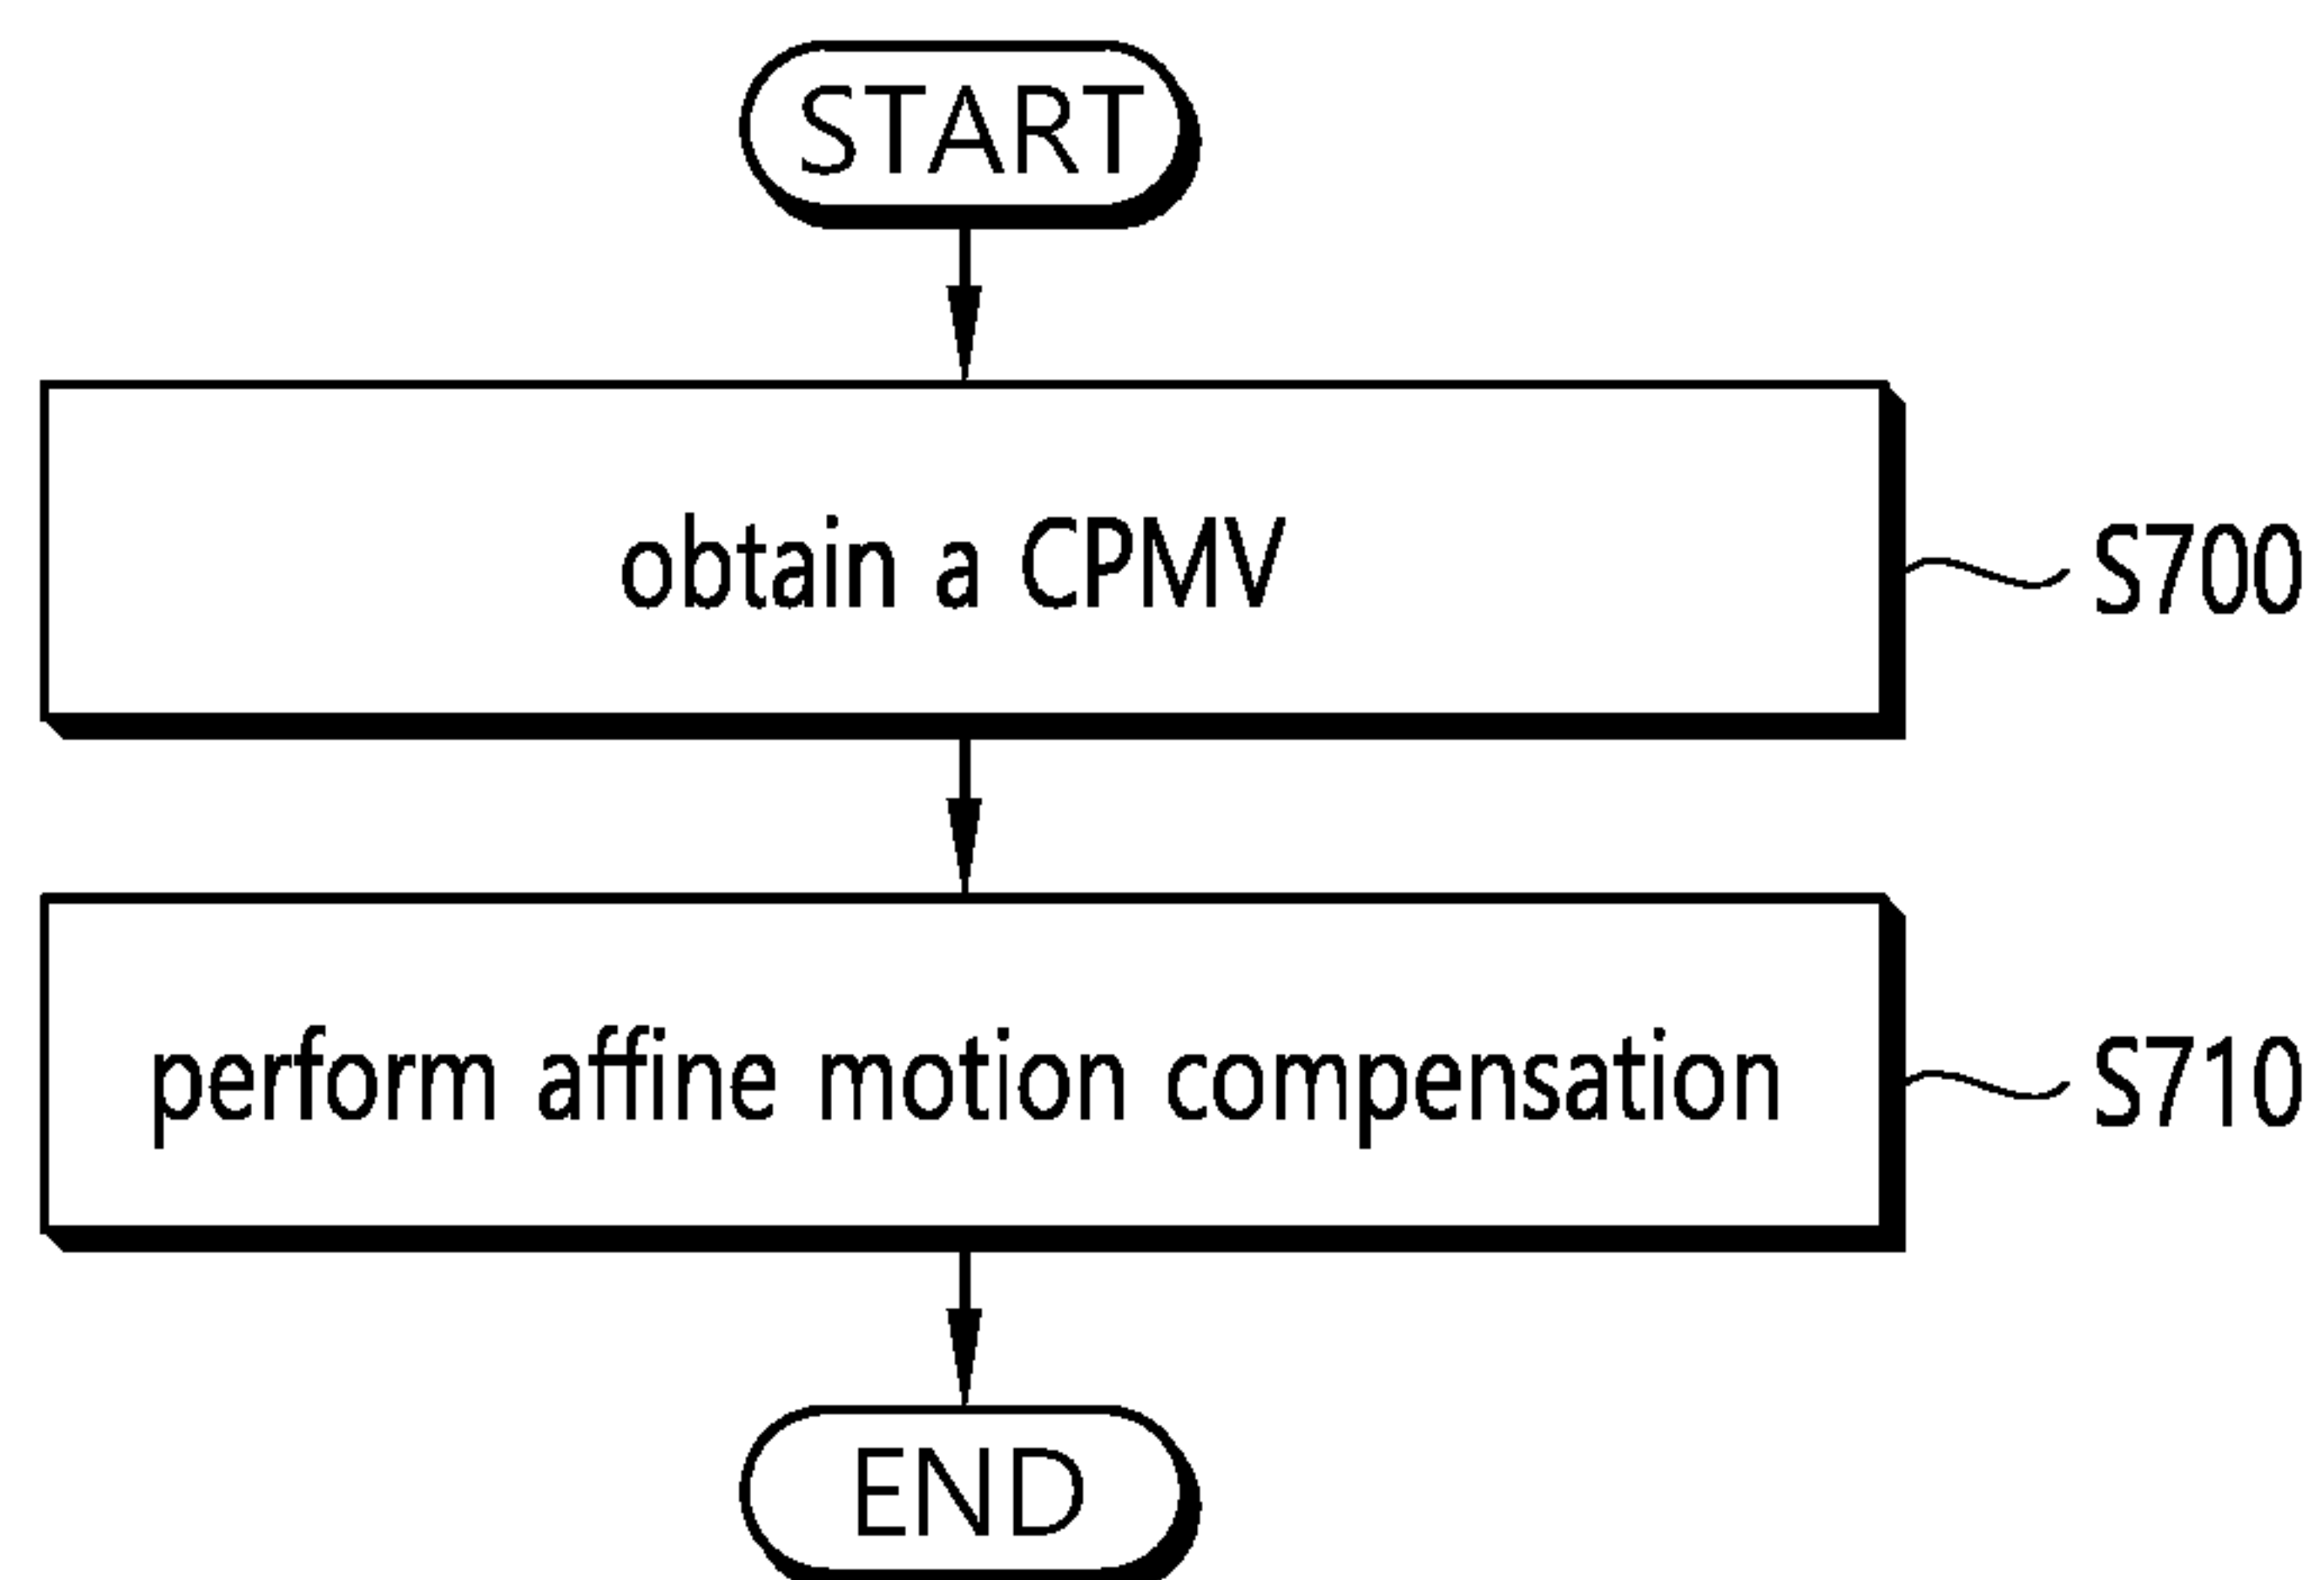 START
obtain a CPMV
S700
perform affine motion compensation
S710
END